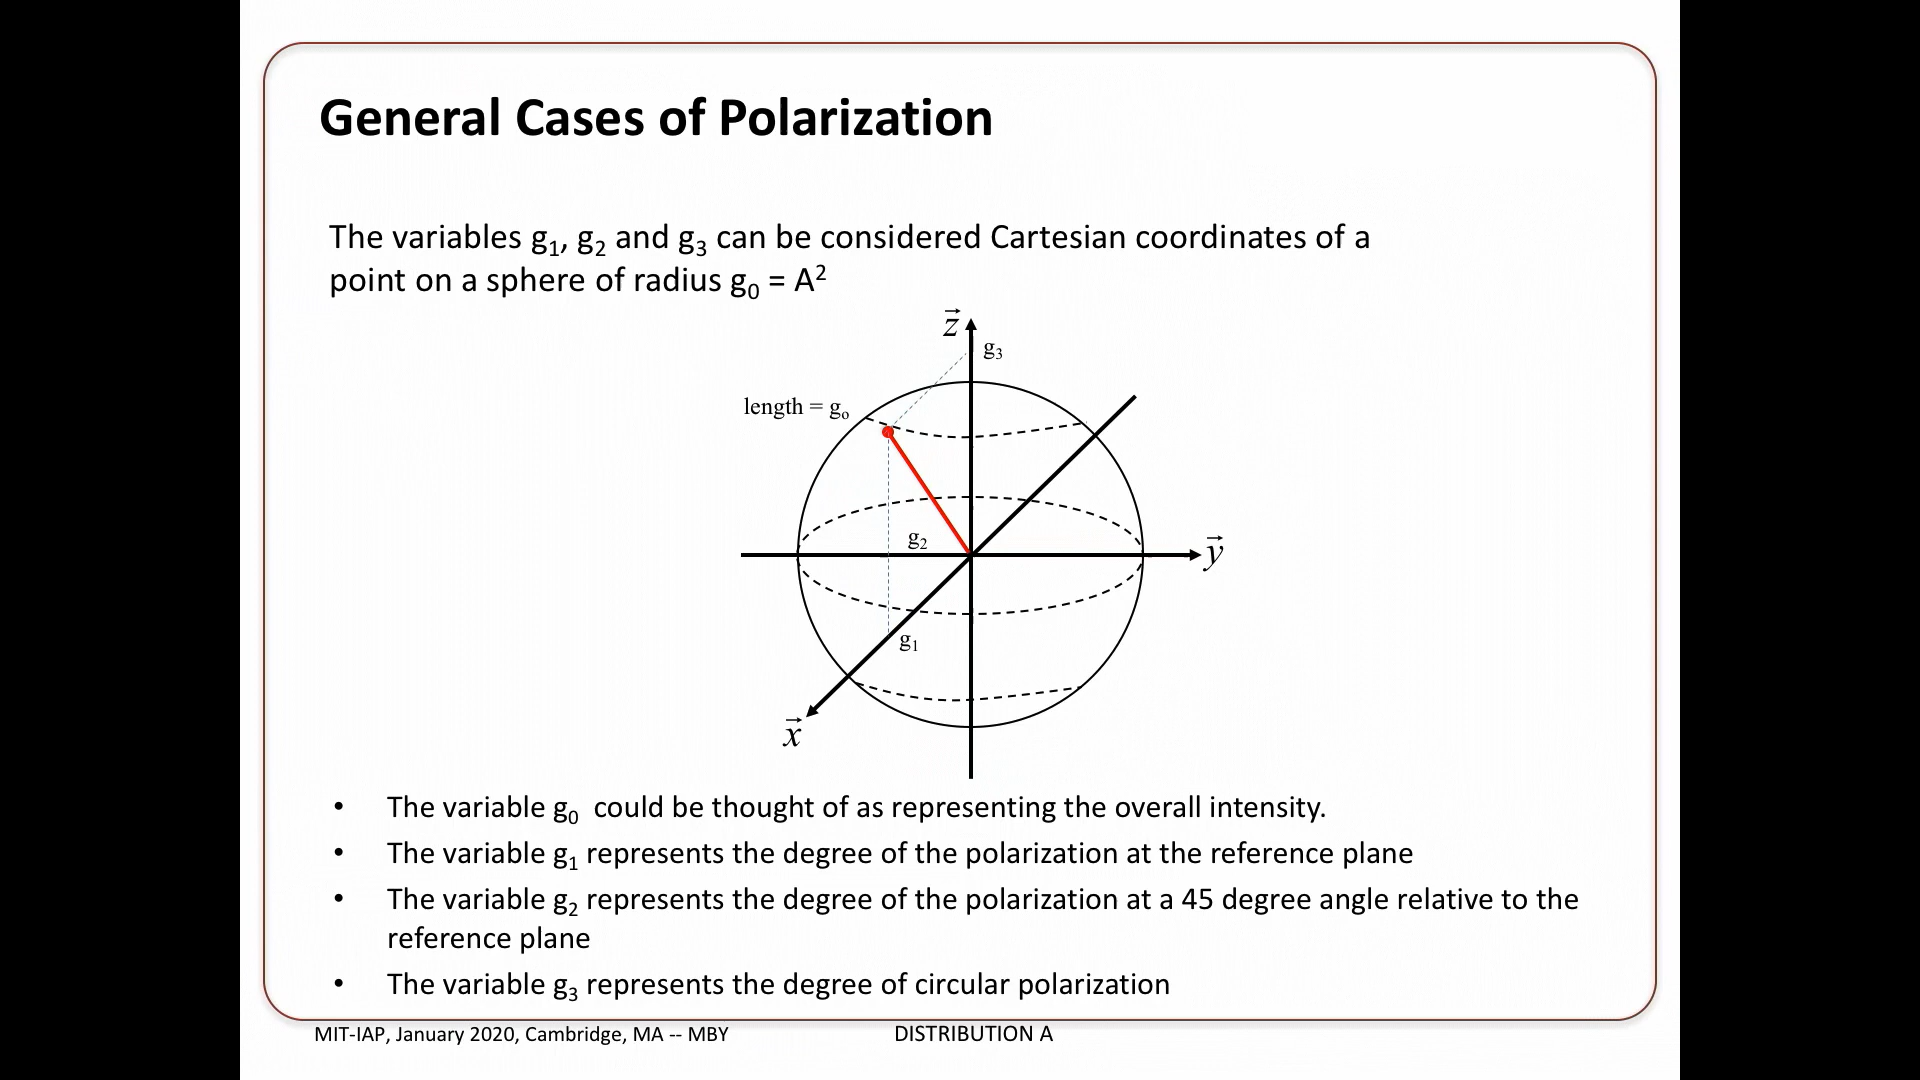 General Cases of Polarization
The variables g₁, g₂ and g₃ can be considered Cartesian coordinates of a
point on a sphere of radius g₀ = A²
z⃗
g₃
length = gₒ
g₂
y⃗
g₁
x⃗
• The variable g₀ could be thought of as representing the overall intensity.
• The variable g₁ represents the degree of the polarization at the reference plane
• The variable g₂ represents the degree of the polarization at a 45 degree angle relative to the
reference plane
• The variable g₃ represents the degree of circular polarization
MIT-IAP, January 2020, Cambridge, MA -- MBY
DISTRIBUTION A